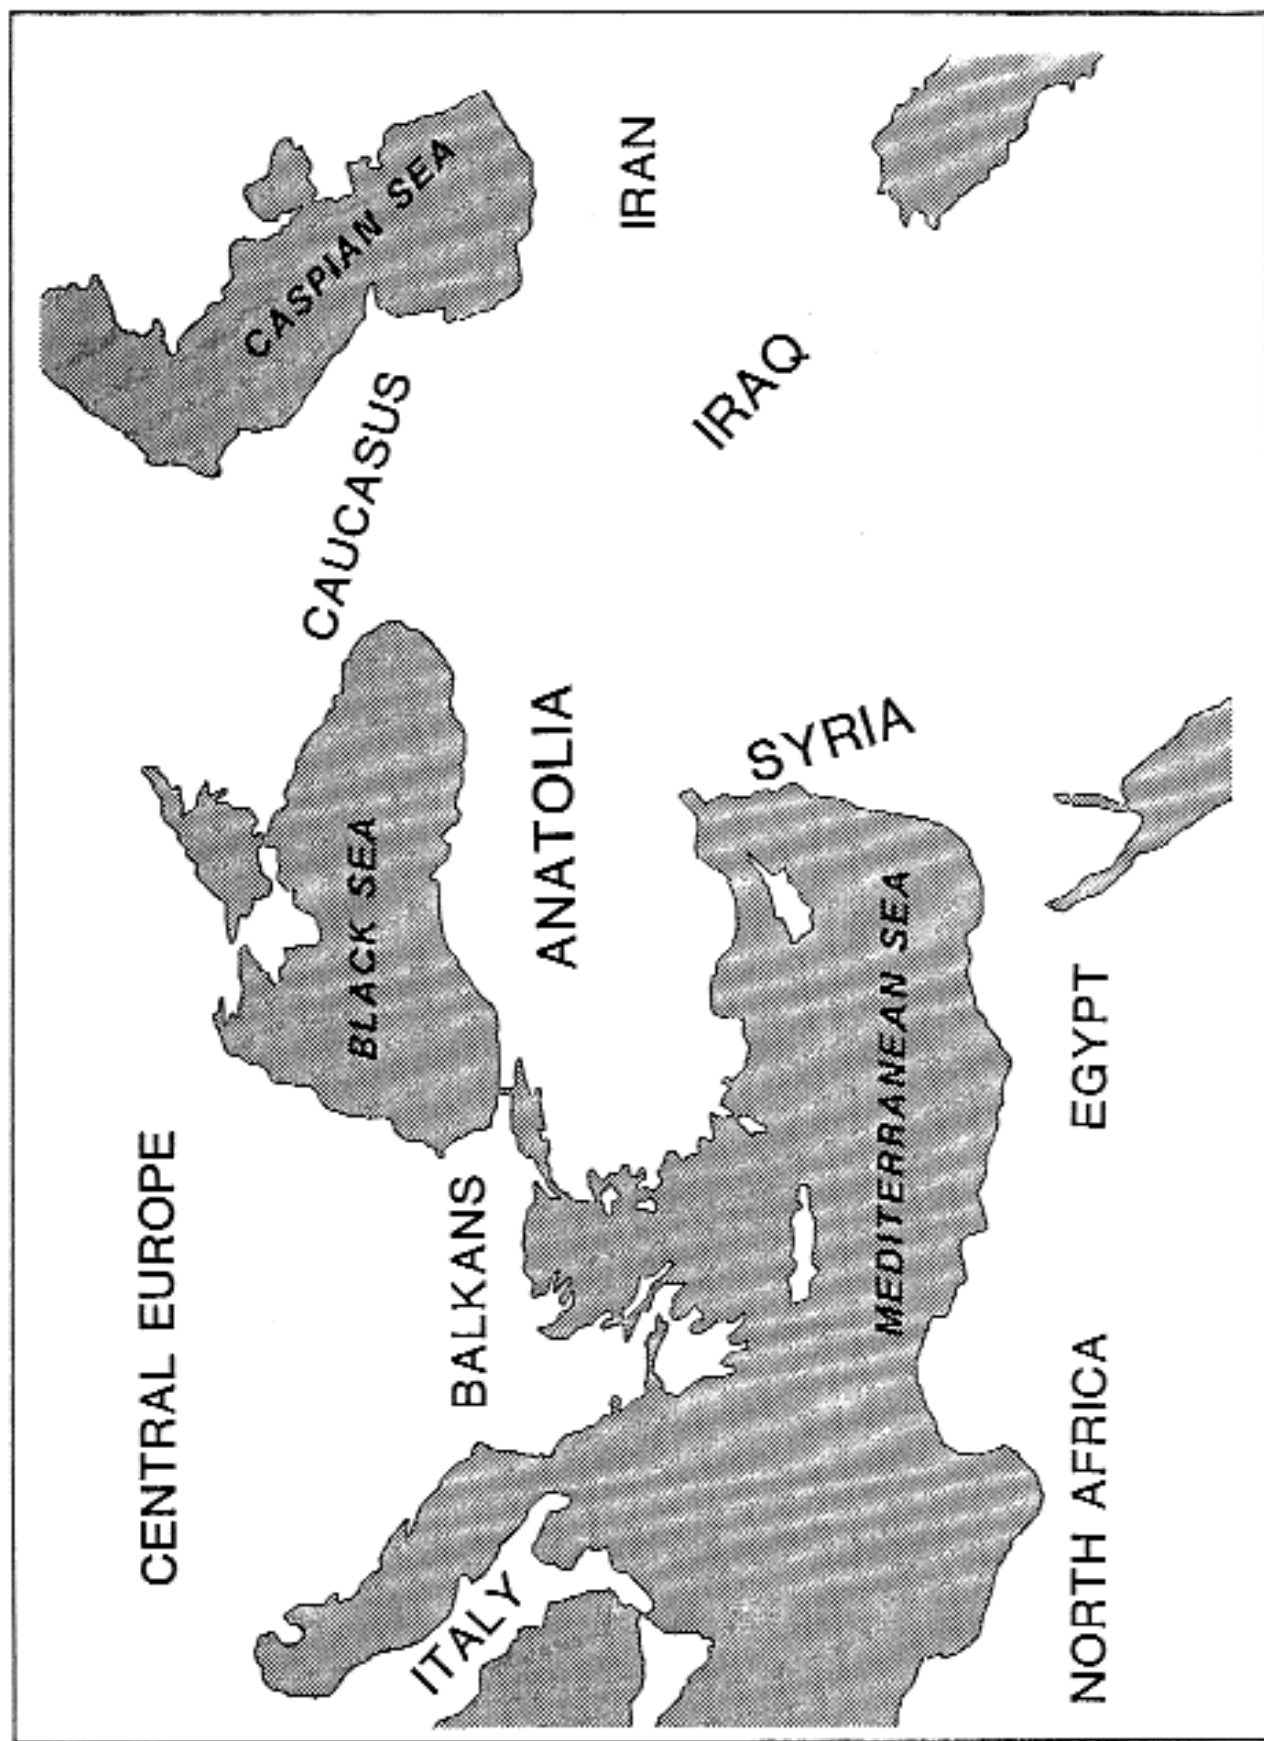 CENTRAL EUROPE
CAUCASUS
CASPIAN SEA
BLACK SEA
BALKANS
ITALY
ANATOLIA
IRAN
SYRIA
IRAQ
MEDITERRANEAN SEA
NORTH AFRICA
EGYPT